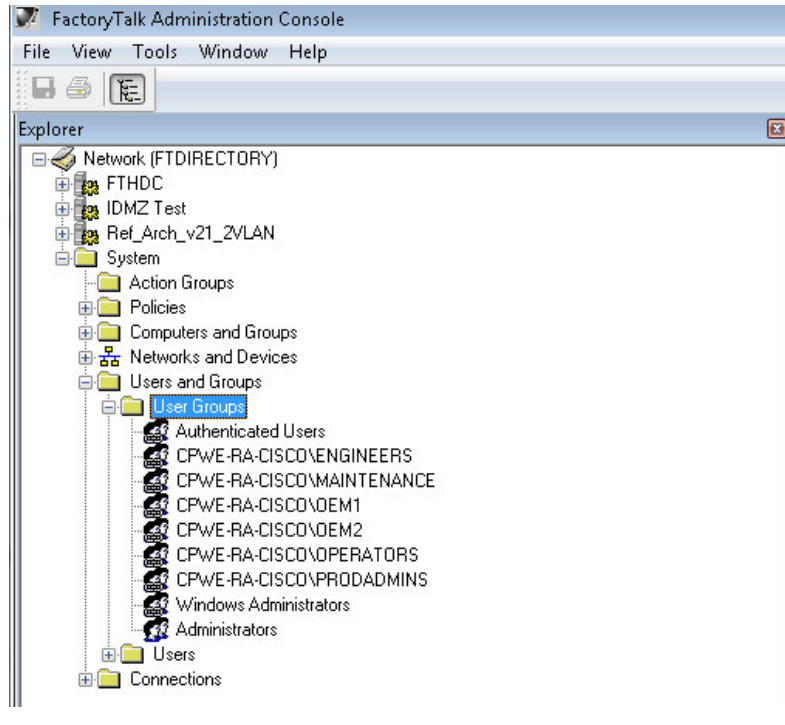 FactoryTalk Administration Console
File View Tools Window Help
Explorer
Network (FTDIRECTORY)
FTHDC
IDMZ Test
Ref_Arch_v21_2VLAN
System
Action Groups
Policies
Computers and Groups
Networks and Devices
Users and Groups
User Groups
Authenticated Users
CPWE-RA-CISCO\ENGINEERS
CPWE-RA-CISCO\MAINTENANCE
CPWE-RA-CISCO\OEM1
CPWE-RA-CISCO\OEM2
CPWE-RA-CISCO\OPERATORS
CPWE-RA-CISCO\PRODADMINS
Windows Administrators
Administrators
Users
Connections